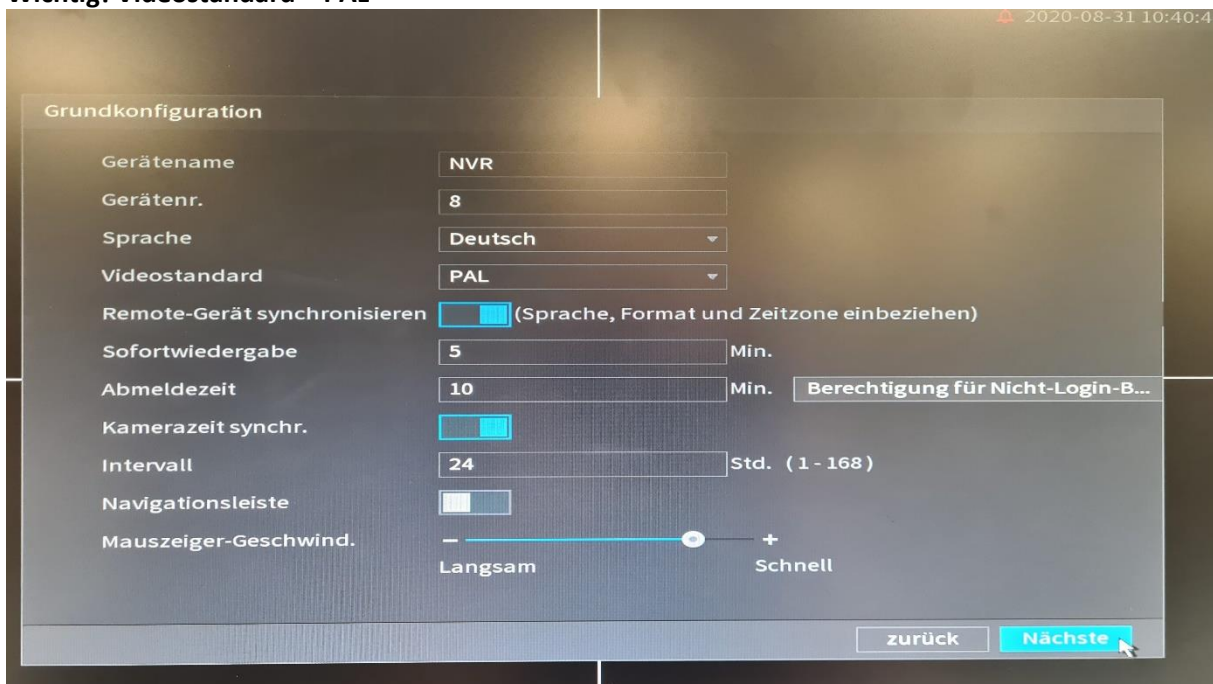 Wichtig: Videostandard = PAL
2020-08-31 10:40:4
Grundkonfiguration
Gerätename NVR
Gerätenr. 8
Sprache Deutsch
Videostandard PAL
Remote-Gerät synchronisieren (Sprache, Format und Zeitzone einbeziehen)
Sofortwiedergabe 5 Min.
Abmeldezeit 10 Min. Berechtigung für Nicht-Login-B...
Kamerazeit synchr.
Intervall 24 Std. (1-168)
Navigationsleiste
Mauszeiger-Geschwind. - +
Langsam Schnell
zurück Nächste